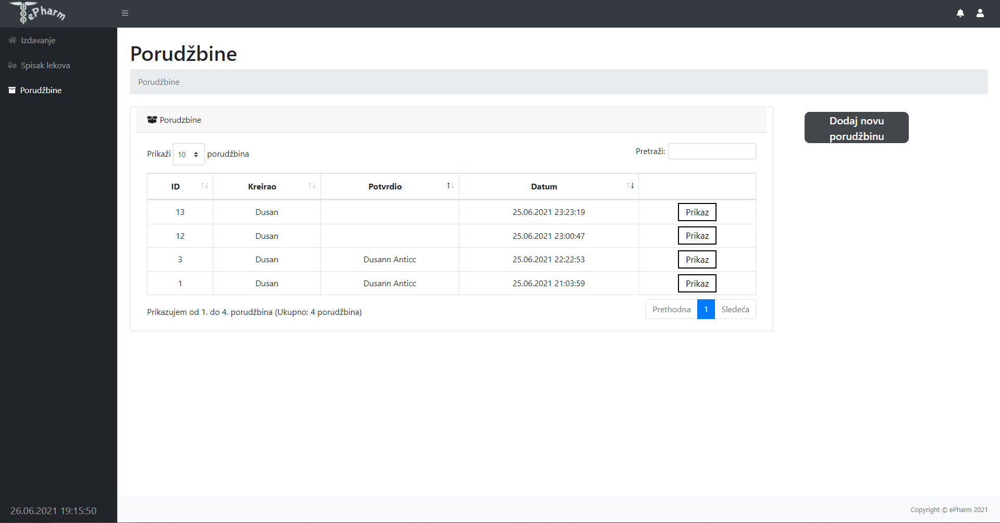 ePharm
Izdavanje
Spisak lekova
Porudžbine
Porudžbine
Porudžbine
Porudzbine
Dodaj novu
porudžbinu
Prikaži 10 porudžbina
Pretraži:
ID Kreirao Potvrdio Datum
13 Dusan 25.06.2021 23:23:19 Prikaz
12 Dusan 25.06.2021 23:00:47 Prikaz
3 Dusan Dusann Anticc 25.06.2021 22:22:53 Prikaz
1 Dusan Dusann Anticc 25.06.2021 21:03:59 Prikaz
Prikazujem od 1. do 4. porudžbina (Ukupno: 4 porudžbina)
Prethodna 1 Sledeća
26.06.2021 19:15:50
Copyright © ePharm 2021